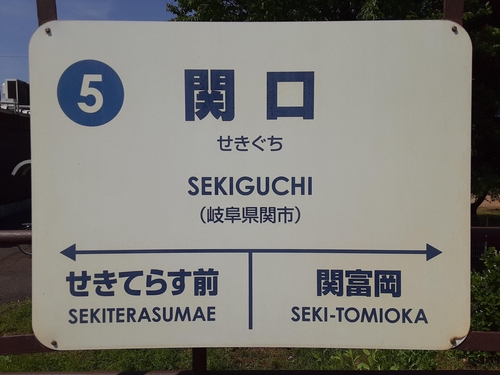 5
関口
せきぐち
SEKIGUCHI
（岐阜県関市）
せきてらす前
SEKITERASUMAE
関富岡
SEKI-TOMIOKA